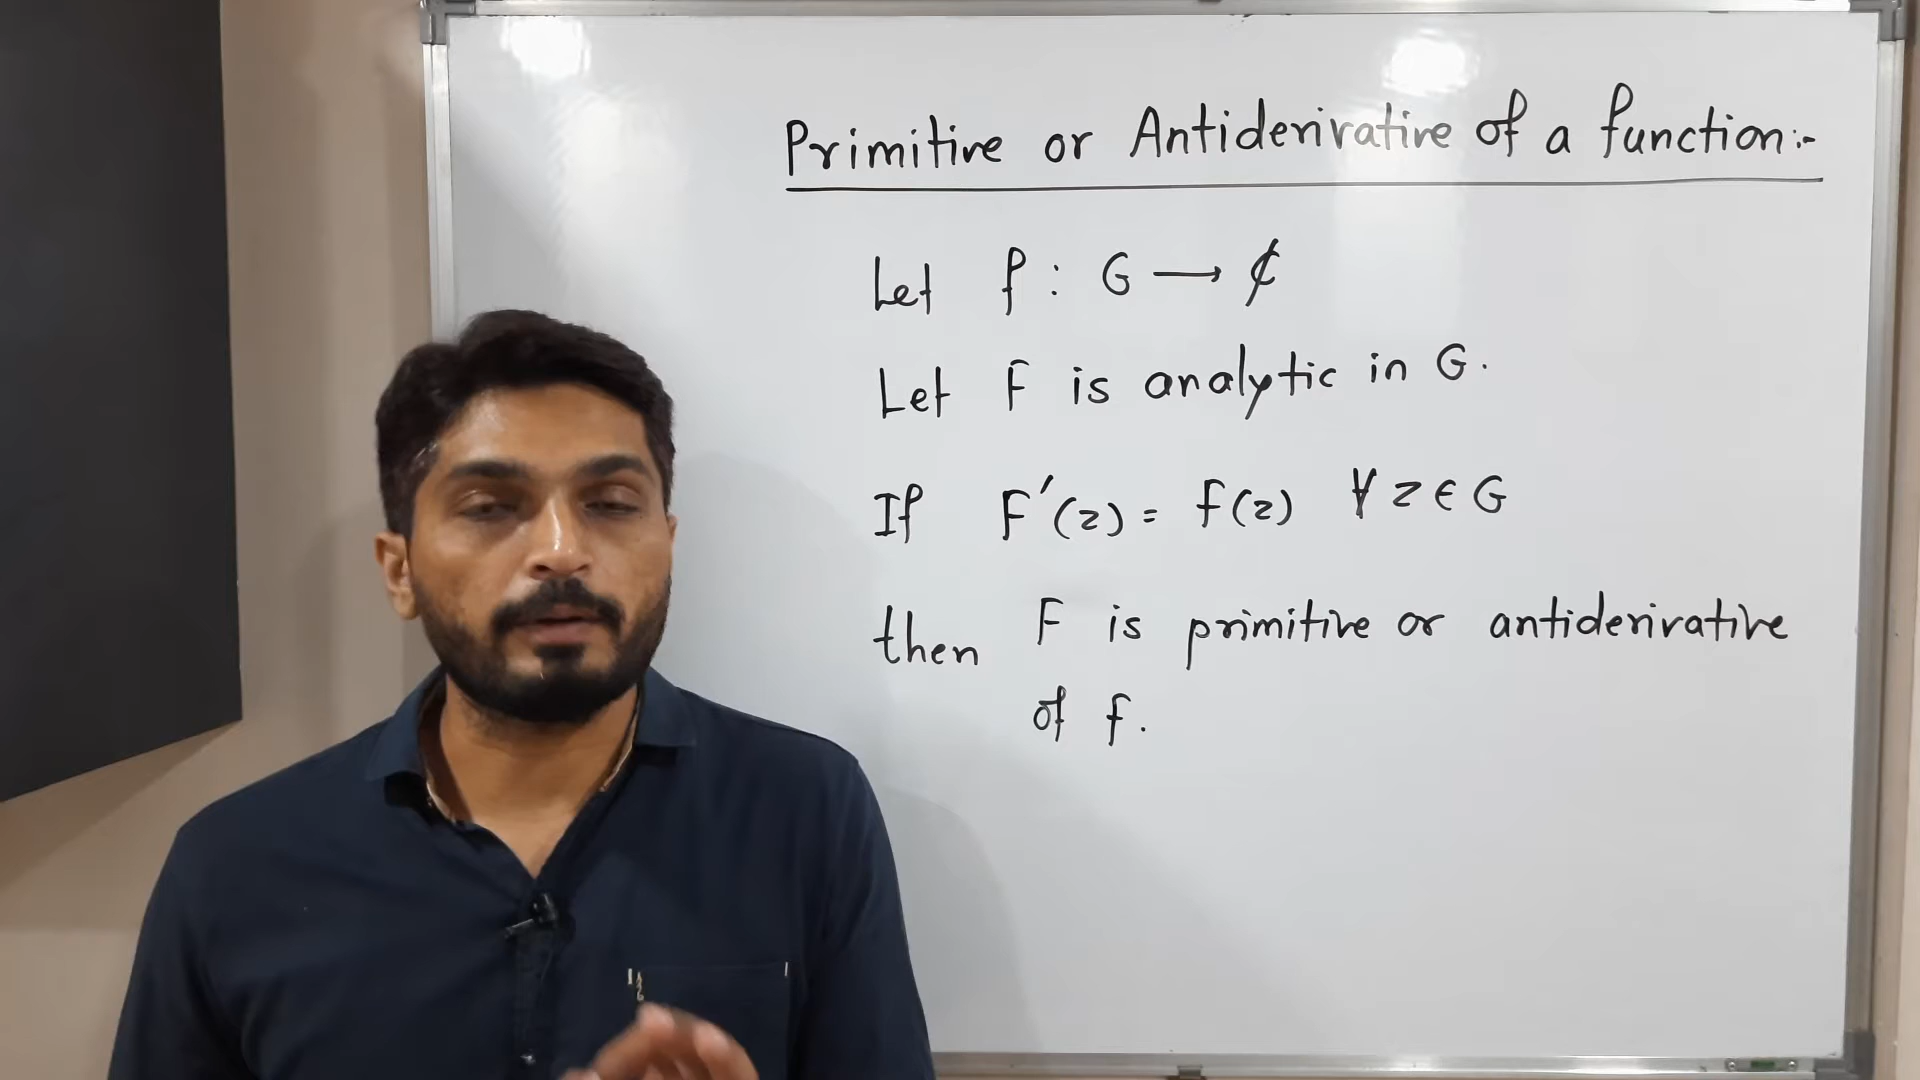 Primitive or Antiderivative of a function:-
Let f : G → ₵
Let F is analytic in G.
If F′(z) = f(z) ∀ z ∈ G
then F is primitive or antiderivative
of f.